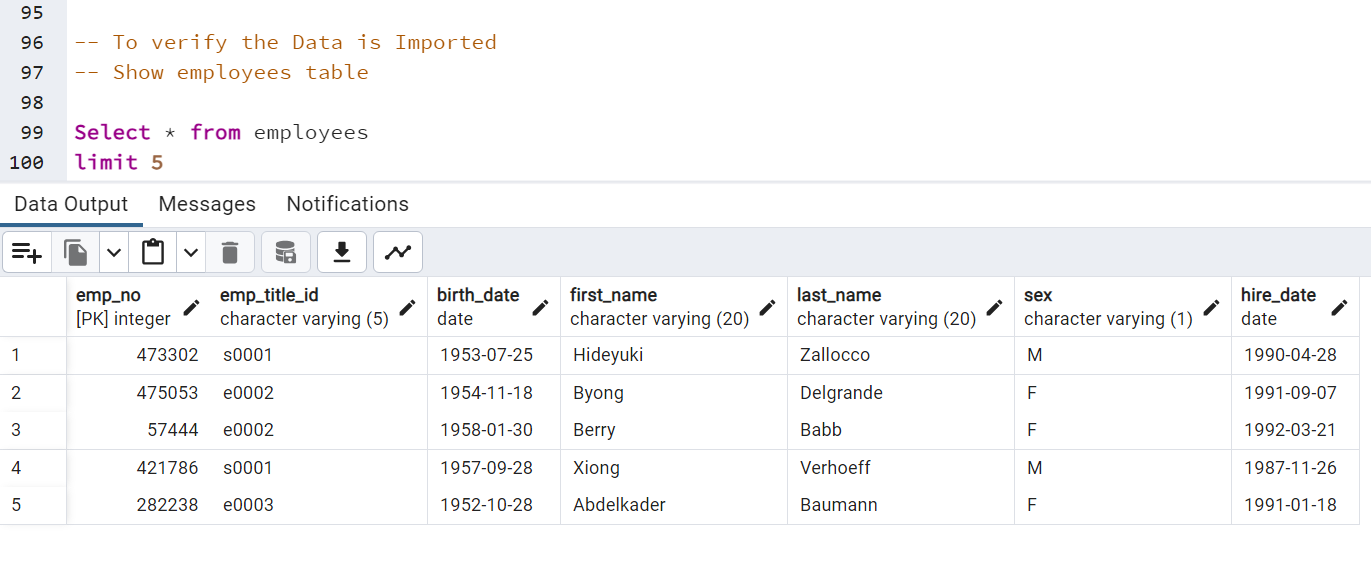 95
96 -- To verify the Data is Imported
97 -- Show employees table
98
99 Select * from employees
100 limit 5
Data Output Messages Notifications
emp_no emp_title_id birth_date first_name last_name sex hire_date
[PK] integer character varying (5) date character varying (20) character varying (20) character varying (1) date
1 473302 s0001 1953-07-25 Hideyuki Zallocco M 1990-04-28
2 475053 e0002 1954-11-18 Byong Delgrande F 1991-09-07
3 57444 e0002 1958-01-30 Berry Babb F 1992-03-21
4 421786 s0001 1957-09-28 Xiong Verhoeff M 1987-11-26
5 282238 e0003 1952-10-28 Abdelkader Baumann F 1991-01-18